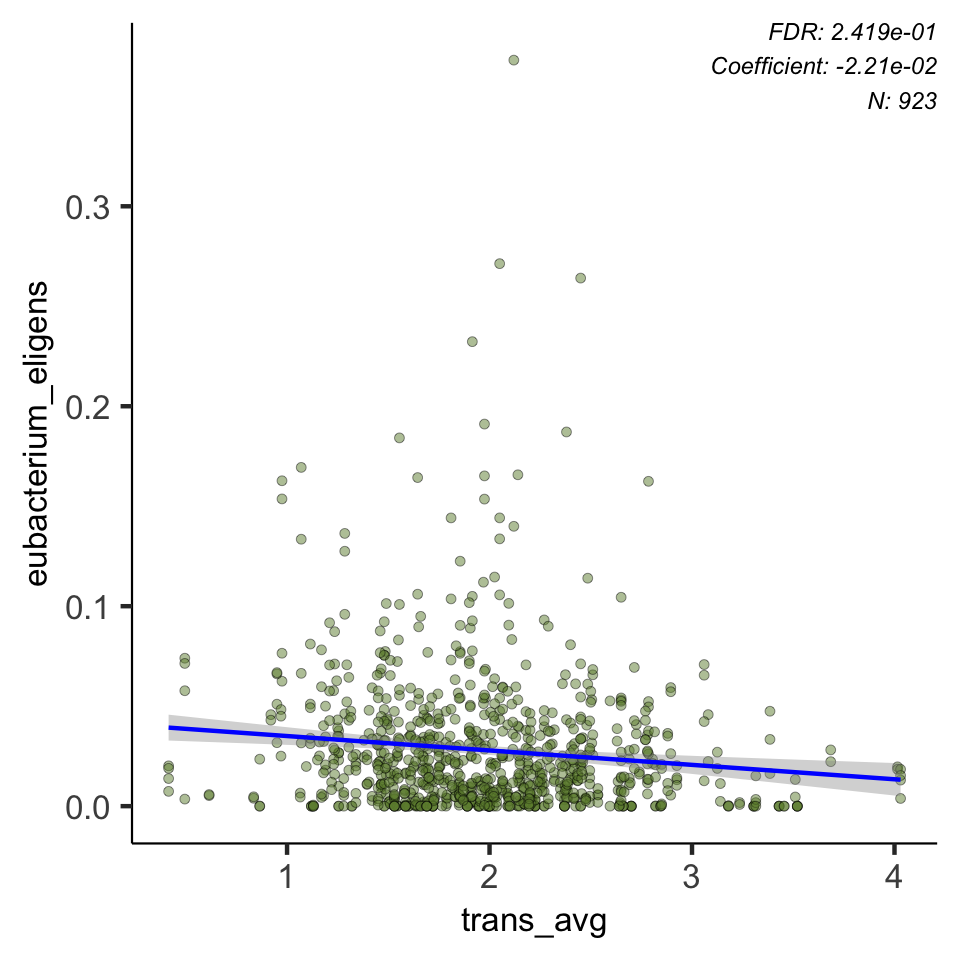 FDR: 2.419e-01
Coefficient: -2.21e-02
N: 923
eubacterium_eligens
0.3
0.2
0.1
0.0
1 2 3 4
trans_avg